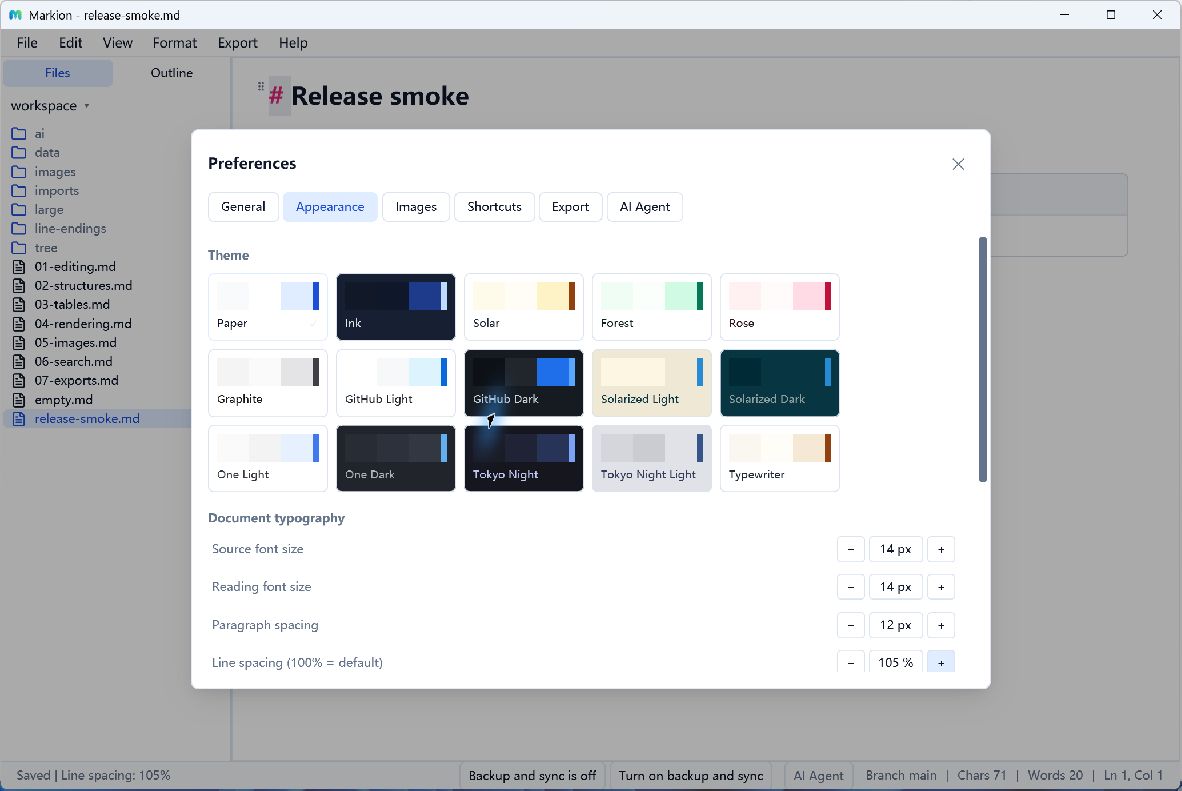 Markion - release-smoke.md
File Edit View Format Export Help
Files Outline
workspace
ai
data
images
imports
large
line-endings
tree
01-editing.md
02-structures.md
03-tables.md
04-rendering.md
05-images.md
06-search.md
07-exports.md
empty.md
release-smoke.md
# Release smoke
Preferences
General Appearance Images Shortcuts Export AI Agent
Theme
Paper Ink Solar Forest Rose
Graphite GitHub Light GitHub Dark Solarized Light Solarized Dark
One Light One Dark Tokyo Night Tokyo Night Light Typewriter
Document typography
Source font size − 14 px +
Reading font size − 14 px +
Paragraph spacing − 12 px +
Line spacing (100% = default) − 105 % +
Saved | Line spacing: 105% Backup and sync is off Turn on backup and sync AI Agent Branch main | Chars 71 | Words 20 | Ln 1, Col 1